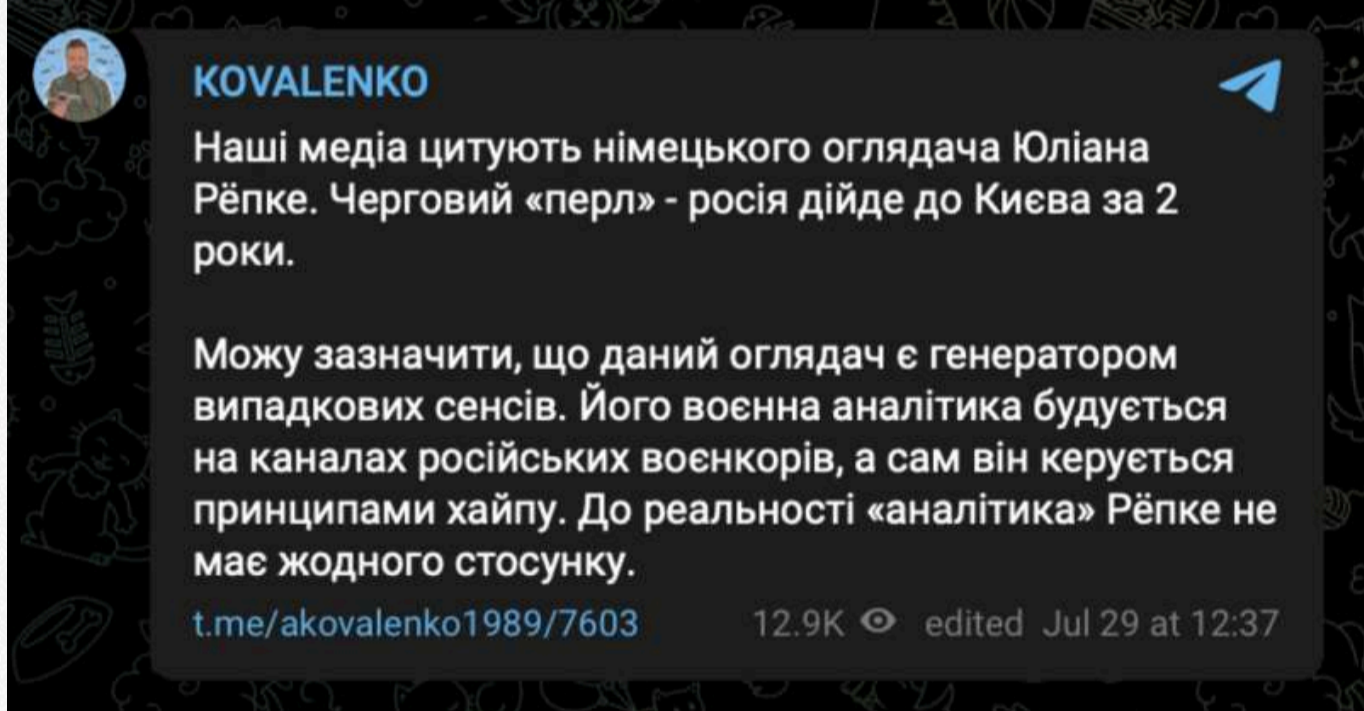 KOVALENKO
Наші медіа цитують німецького оглядача Юліана
Рёпке. Черговий «перл» - росія дійде до Києва за 2
роки.
Можу зазначити, що даний оглядач є генератором
випадкових сенсів. Його воєнна аналітика будується
на каналах російських воєнкорів, а сам він керується
принципами хайпу. До реальності «аналітика» Рёпке не
має жодного стосунку.
t.me/akovalenko1989/7603 12.9K edited Jul 29 at 12:37